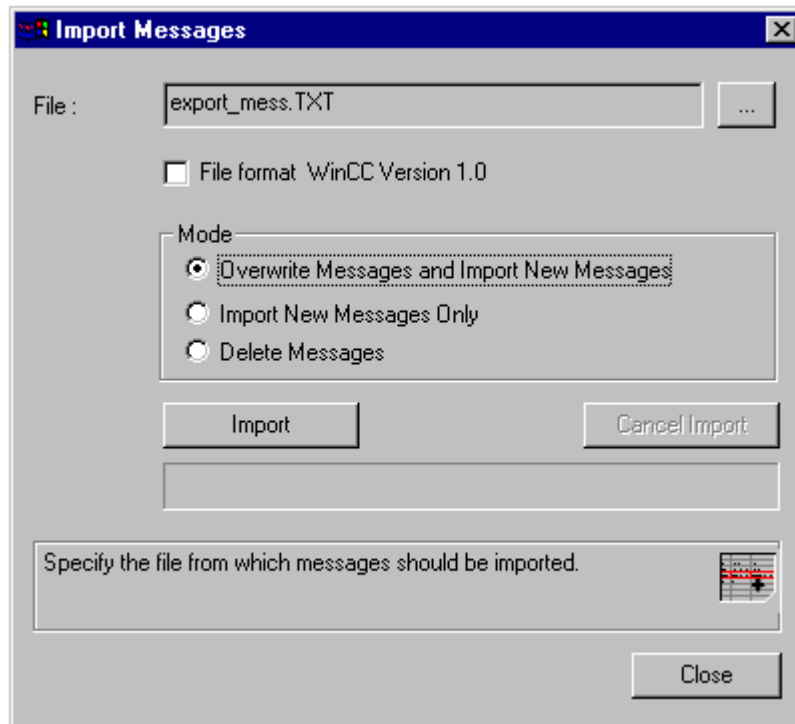 Import Messages
File :
export_mess.TXT
...
File format  WinCC Version 1.0
Mode
Overwrite Messages and Import New Messages
Import New Messages Only
Delete Messages
Import
Cancel Import
Specify the file from which messages should be imported.
Close